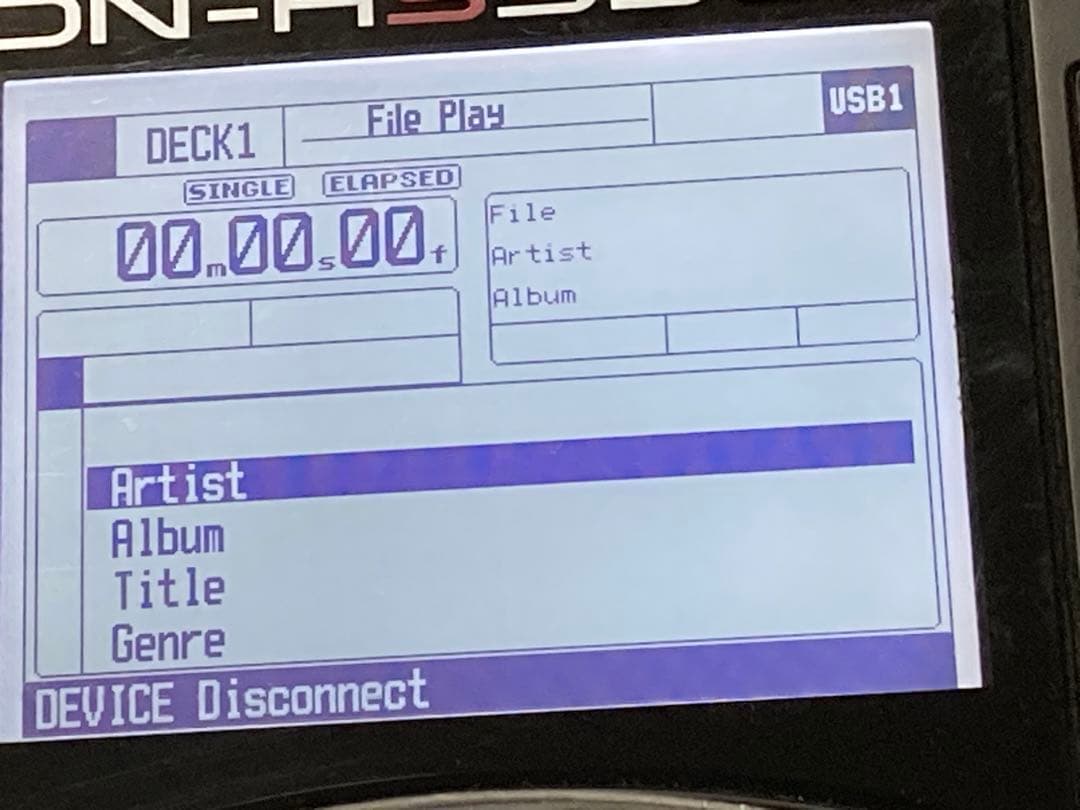 DECK1 File Play USB1
SINGLE ELAPSED
00m00s00f
File
Artist
Album
Artist
Album
Title
Genre
DEVICE Disconnect